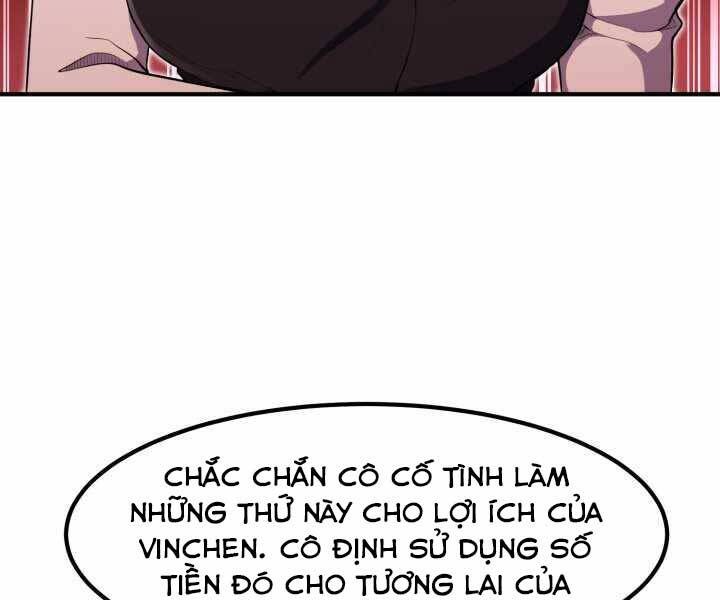 CHẮC CHẮN CÔ CỐ TÌNH LÀM
NHỮNG THỨ NÀY CHO LỢI ÍCH CỦA
VINCHEN. CÔ ĐỊNH SỬ DỤNG SỐ
TIỀN ĐÓ CHO TƯƠNG LAI CỦA